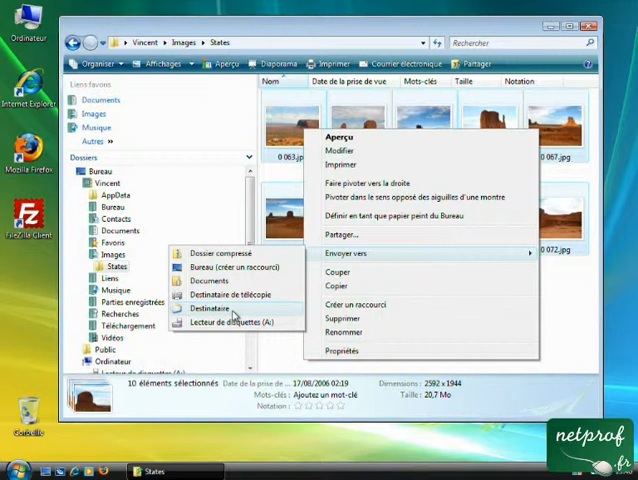 Ordinateur
Internet Explorer
Mozilla Firefox
FileZilla Client
Corbeille
Vincent ▸ Images ▸ States
Rechercher
Organiser Affichages Aperçu Diaporama Imprimer Courrier électronique Partager
Liens favoris
Documents
Images
Musique
Autres »
Dossiers
Bureau
Vincent
AppData
Bureau
Contacts
Documents
Favoris
Images
States
Liens
Musique
Parties enregistrées
Recherches
Téléchargement
Vidéos
Public
Ordinateur
Lecteur de disquettes (A:)
Nom Date de la prise de vue Mots-clés Taille Notation
0 063.jpg
0 067.jpg
0 072.jpg
Aperçu
Modifier
Imprimer
Faire pivoter vers la droite
Pivoter dans le sens opposé des aiguilles d'une montre
Définir en tant que papier peint du Bureau
Partager...
Envoyer vers
Couper
Copier
Créer un raccourci
Supprimer
Renommer
Propriétés
Dossier compressé
Bureau (créer un raccourci)
Documents
Destinataire de télécopie
Destinataire
Lecteur de disquettes (A:)
10 éléments sélectionnés Date de la prise de ... 17/08/2006 02:19 Dimensions : 2592 x 1944
Mots-clés : Ajoutez un mot-clé Taille : 20,7 Mo
Notation :
States
netprof
.fr